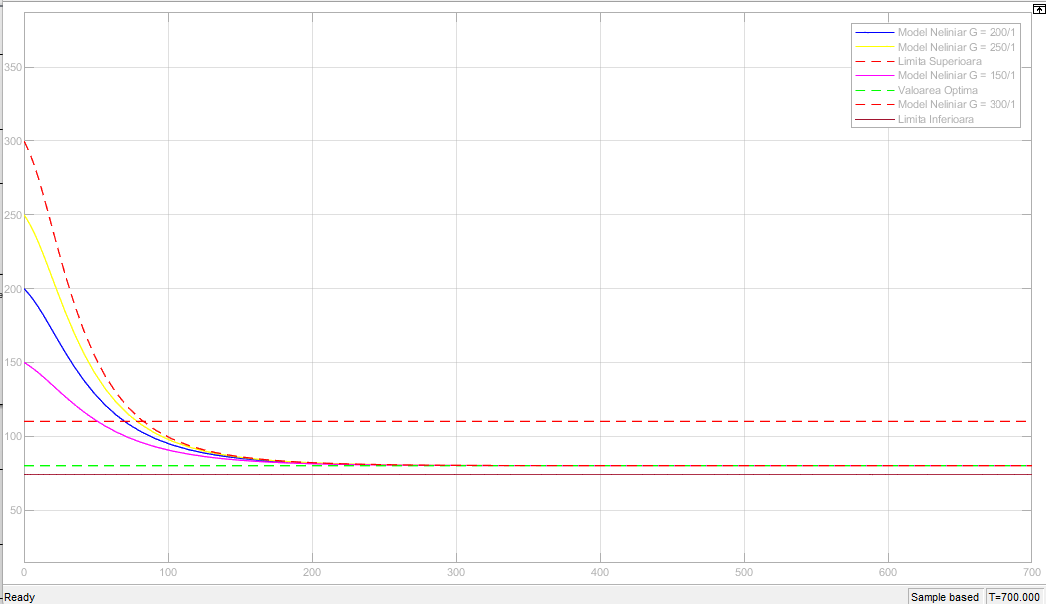 Model Neliniar G = 200/1
Model Neliniar G = 250/1
Limita Superioara
Model Neliniar G = 150/1
Valoarea Optima
Model Neliniar G = 300/1
Limita Inferioara
350
300
250
200
150
100
50
0 100 200 300 400 500 600 700
Ready Sample based T=700.000